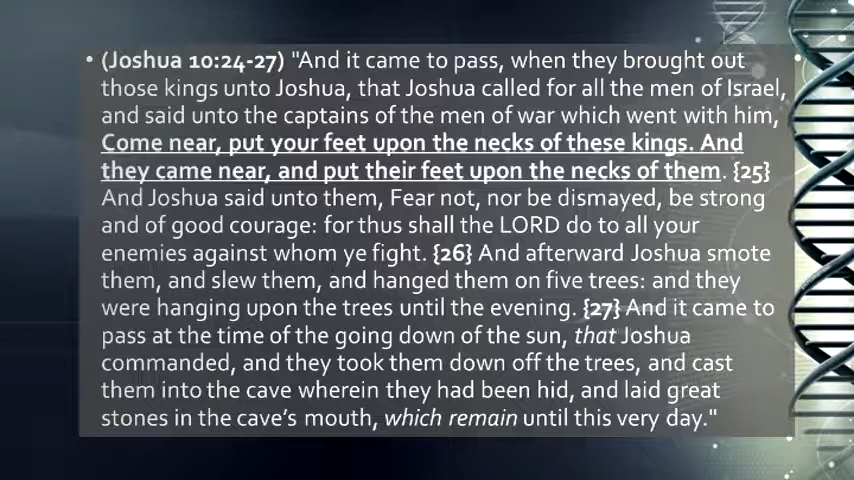 • (Joshua 10:24-27) "And it came to pass, when they brought out
those kings unto Joshua, that Joshua called for all the men of Israel,
and said unto the captains of the men of war which went with him,
Come near, put your feet upon the necks of these kings. And
they came near, and put their feet upon the necks of them. {25}
And Joshua said unto them, Fear not, nor be dismayed, be strong
and of good courage: for thus shall the LORD do to all your
enemies against whom ye fight. {26} And afterward Joshua smote
them, and slew them, and hanged them on five trees: and they
were hanging upon the trees until the evening. {27} And it came to
pass at the time of the going down of the sun, that Joshua
commanded, and they took them down off the trees, and cast
them into the cave wherein they had been hid, and laid great
stones in the cave's mouth, which remain until this very day."